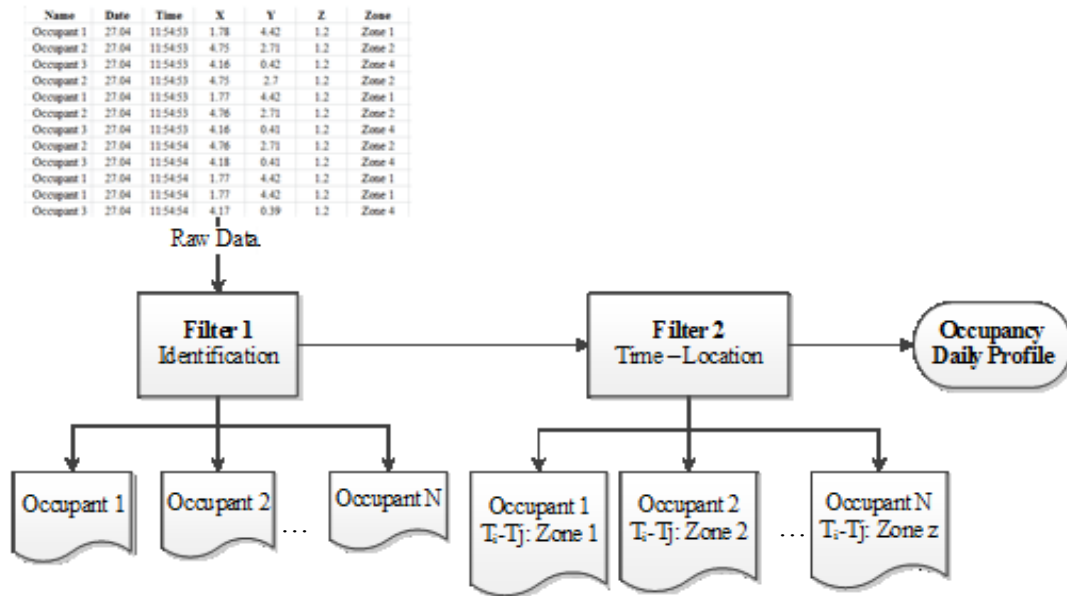 Name Date Time X Y Z Zone
Occupant 1 27.04 11:54:53 1.78 4.42 1.2 Zone 1
Occupant 2 27.04 11:54:53 4.75 2.71 1.2 Zone 2
Occupant 3 27.04 11:54:53 4.16 0.42 1.2 Zone 4
Occupant 2 27.04 11:54:53 4.75 2.7 1.2 Zone 2
Occupant 1 27.04 11:54:53 1.77 4.42 1.2 Zone 1
Occupant 2 27.04 11:54:53 4.76 2.71 1.2 Zone 2
Occupant 3 27.04 11:54:53 4.16 0.41 1.2 Zone 4
Occupant 2 27.04 11:54:54 4.76 2.71 1.2 Zone 2
Occupant 3 27.04 11:54:54 4.18 0.41 1.2 Zone 4
Occupant 1 27.04 11:54:54 1.77 4.42 1.2 Zone 1
Occupant 1 27.04 11:54:54 1.77 4.42 1.2 Zone 1
Occupant 3 27.04 11:54:54 4.17 0.39 1.2 Zone 4
Raw Data
Filter 1
Identification
Filter 2
Time – Location
Occupancy
Daily Profile
Occupant 1
Occupant 2
...
Occupant N
Occupant 1
Tᵢ-Tj: Zone 1
Occupant 2
Tᵢ-Tj: Zone 2
...
Occupant N
Tᵢ-Tj: Zone z